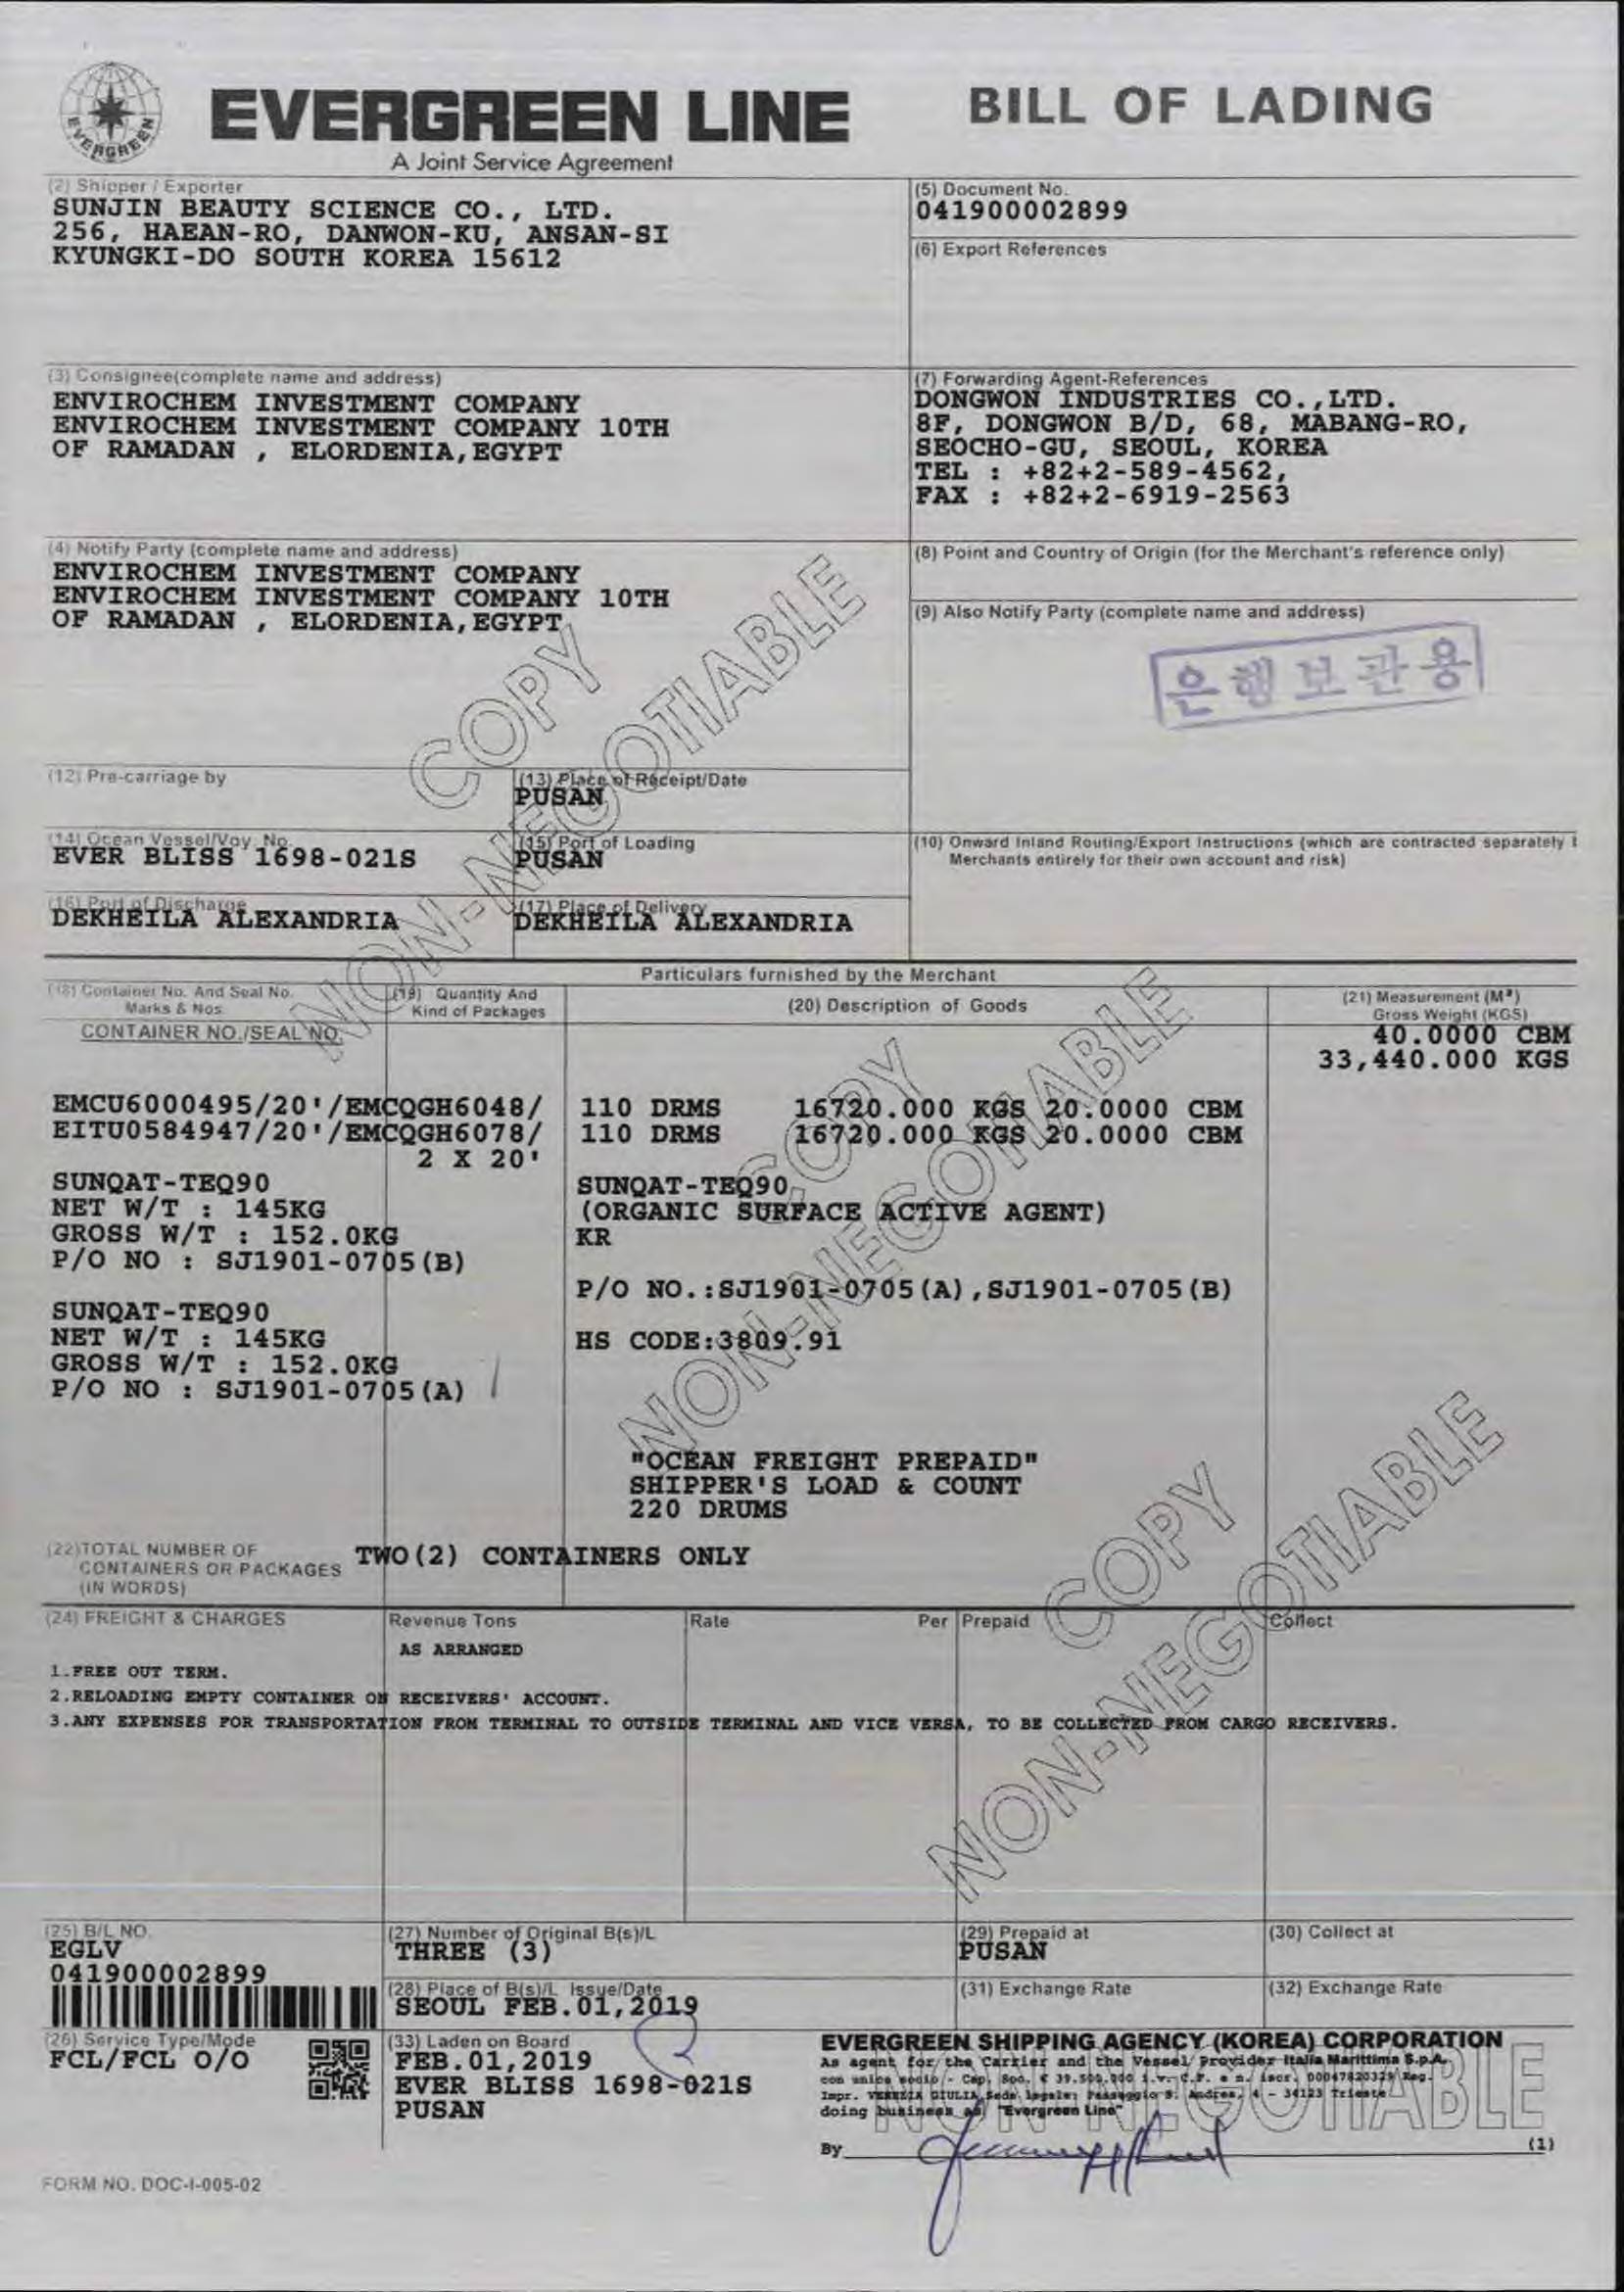 EVERGREEN
EVERGREEN LINE
A Joint Service Agreement
BILL OF LADING
(2) Shipper / Exporter
SUNJIN BEAUTY SCIENCE CO., LTD.
256, HAEAN-RO, DANWON-KU, ANSAN-SI
KYUNGKI-DO SOUTH KOREA 15612
(5) Document No.
041900002899
(6) Export References
(3) Consignee(complete name and address)
ENVIROCHEM INVESTMENT COMPANY
ENVIROCHEM INVESTMENT COMPANY 10TH
OF RAMADAN , ELORDENIA,EGYPT
(7) Forwarding Agent-References
DONGWON INDUSTRIES CO.,LTD.
8F, DONGWON B/D, 68, MABANG-RO,
SEOCHO-GU, SEOUL, KOREA
TEL : +82+2-589-4562,
FAX : +82+2-6919-2563
(4) Notify Party (complete name and address)
ENVIROCHEM INVESTMENT COMPANY
ENVIROCHEM INVESTMENT COMPANY 10TH
OF RAMADAN , ELORDENIA,EGYPT
(8) Point and Country of Origin (for the Merchant's reference only)
(9) Also Notify Party (complete name and address)
은행보관용
COPY
NON-NEGOTIABLE
(12) Pre-carriage by
(13) Place of Receipt/Date
PUSAN
(14) Ocean Vessel/Voy. No.
EVER BLISS 1698-021S
(15) Port of Loading
PUSAN
(10) Onward Inland Routing/Export Instructions (which are contracted separately
Merchants entirely for their own account and risk)
(16) Port of Discharge
DEKHEILA ALEXANDRIA
(17) Place of Delivery
DEKHEILA ALEXANDRIA
Particulars furnished by the Merchant
(18) Container No. And Seal No.
Marks & Nos.
(19) Quantity And
Kind of Packages
(20) Description of Goods
(21) Measurement (M³)
Gross Weight (KGS)
CONTAINER NO./SEAL NO.
40.0000 CBM
33,440.000 KGS
EMCU6000495/20'/EMCQGH6048/ 110 DRMS 16720.000 KGS 20.0000 CBM
EITU0584947/20'/EMCQGH6078/ 110 DRMS 16720.000 KGS 20.0000 CBM
2 X 20'
SUNQAT-TEQ90
NET W/T : 145KG
GROSS W/T : 152.0KG
P/O NO : SJ1901-0705(B)
SUNQAT-TEQ90
NET W/T : 145KG
GROSS W/T : 152.0KG
P/O NO : SJ1901-0705(A)
SUNQAT-TEQ90
(ORGANIC SURFACE ACTIVE AGENT)
KR
P/O NO.:SJ1901-0705(A),SJ1901-0705(B)
HS CODE:3809.91
COPY
NON-NEGOTIABLE
"OCEAN FREIGHT PREPAID"
SHIPPER'S LOAD & COUNT
220 DRUMS
(22) TOTAL NUMBER OF
CONTAINERS OR PACKAGES
(IN WORDS)
TWO(2) CONTAINERS ONLY
(24) FREIGHT & CHARGES
Revenue Tons
Rate
Per
Prepaid
Collect
AS ARRANGED
1.FREE OUT TERM.
2.RELOADING EMPTY CONTAINER ON RECEIVERS' ACCOUNT.
3.ANY EXPENSES FOR TRANSPORTATION FROM TERMINAL TO OUTSIDE TERMINAL AND VICE VERSA, TO BE COLLECTED FROM CARGO RECEIVERS.
COPY
NON-NEGOTIABLE
(25) B/L NO.
EGLV
041900002899
(27) Number of Original B(s)/L
THREE (3)
(29) Prepaid at
PUSAN
(30) Collect at
(28) Place of B(s)/L Issue/Date
SEOUL FEB.01,2019
(31) Exchange Rate
(32) Exchange Rate
(26) Service Type/Mode
FCL/FCL O/O
(33) Laden on Board
FEB.01,2019
EVER BLISS 1698-021S
PUSAN
EVERGREEN SHIPPING AGENCY (KOREA) CORPORATION
As agent for the Carrier and the Vessel Provider Italia Marittima S.p.A.
con unico socio - Cap. Soc. € 39.500.000 i.v. C.F. e n. iscr. 00047820329 Reg.
Impr. VENEZIA GIULIA Sede legale: Passeggio S. Andrea, 4 - 34123 Trieste
doing business as "Evergreen Line"
NON-NEGOTIABLE
By
(1)
FORM NO. DOC-I-005-02